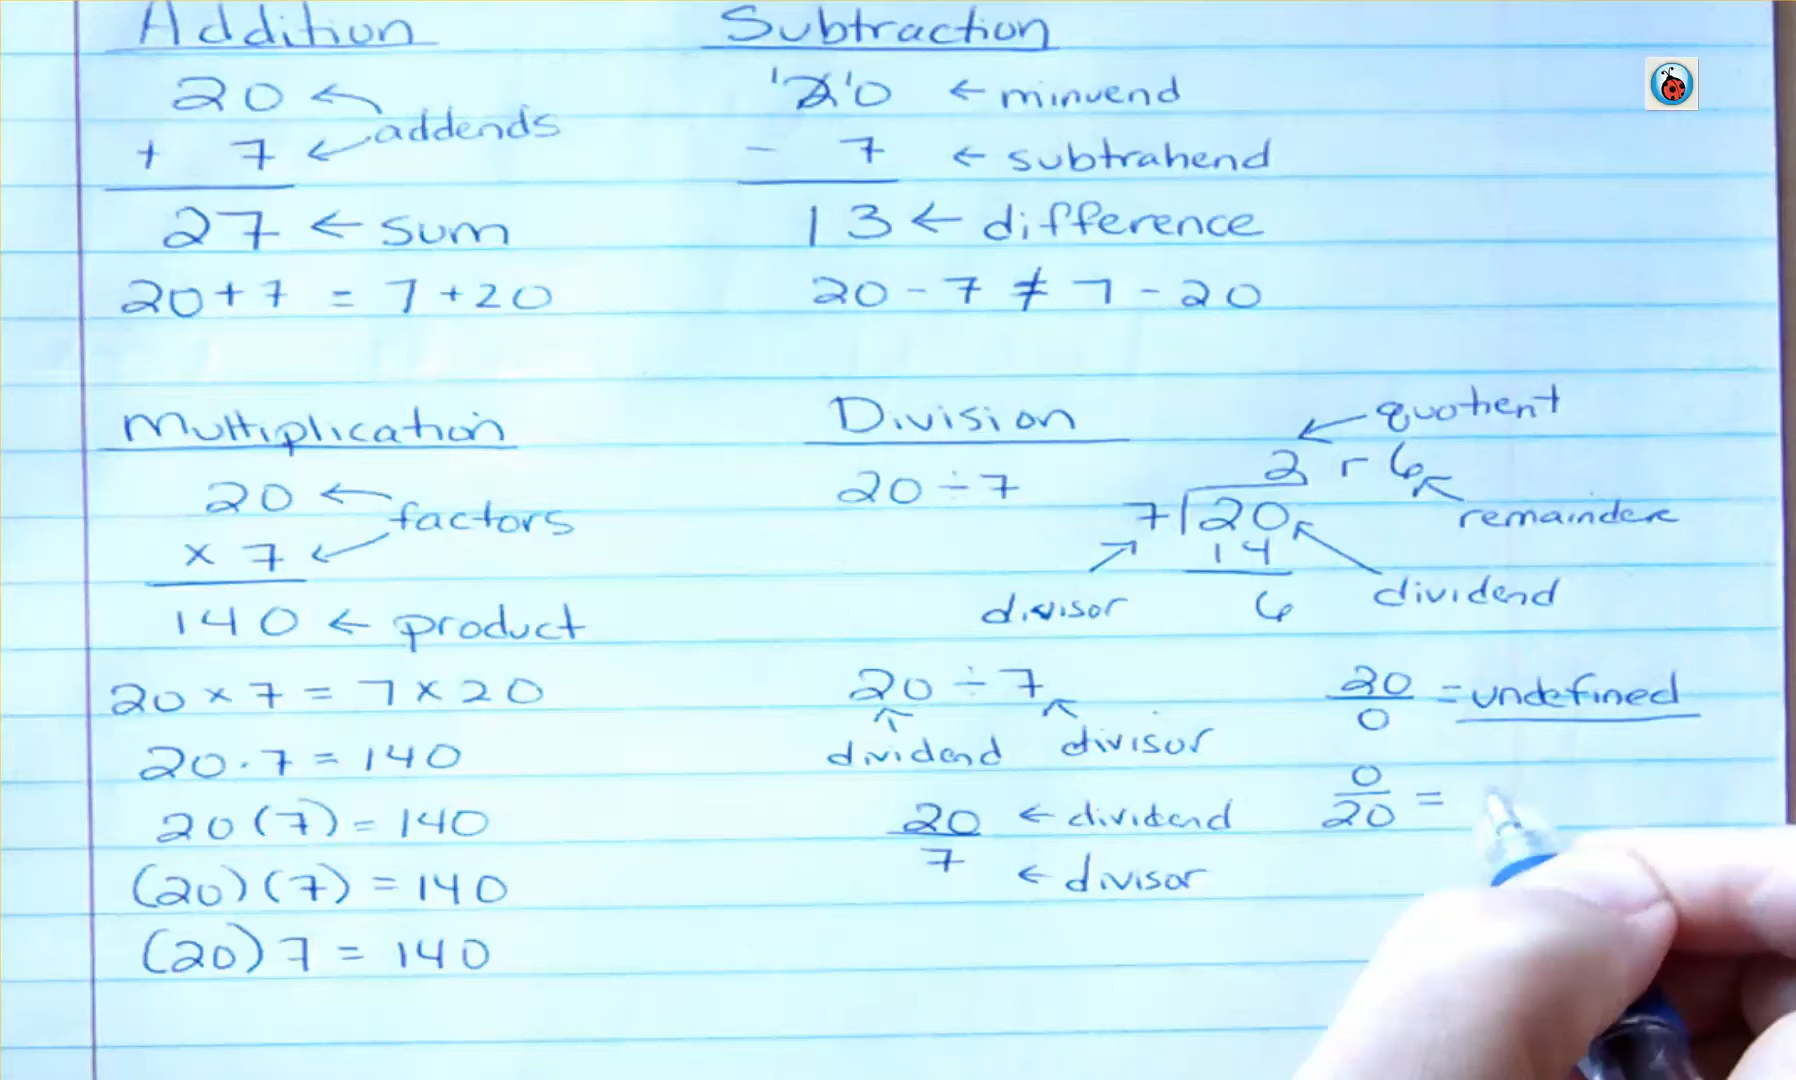 Addition
20 ←
+ 7 ← addends
27 ← sum
20 + 7 = 7 + 20
Subtraction
¹2¹0 ← minuend
- 7 ← subtrahend
13 ← difference
20 - 7 ≠ 7 - 20
Multiplication
20 ←
factors
× 7 ←
140 ← product
20 × 7 = 7 × 20
20 · 7 = 140
20 (7) = 140
(20) (7) = 140
(20) 7 = 140
Division
20 ÷ 7
quotient
2 r 6
remainder
7 20
14
6
divisor
dividend
20 ÷ 7
dividend divisor
20 ← dividend
7 ← divisor
20
0
= undefined
0
20
=